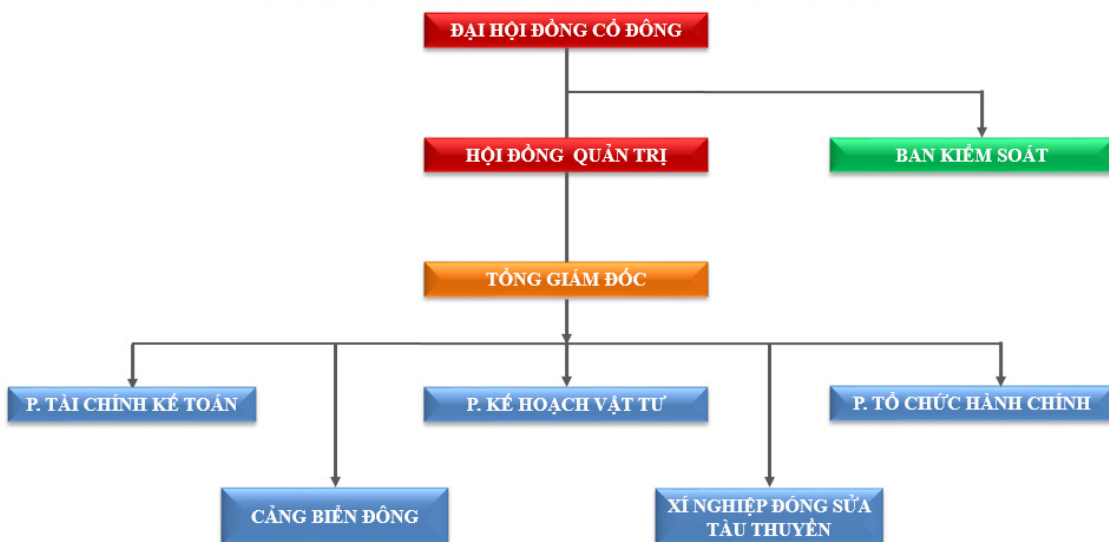 ĐẠI HỘI ĐỒNG CỔ ĐÔNG
HỘI ĐỒNG QUẢN TRỊ
BAN KIỂM SOÁT
TỔNG GIÁM ĐỐC
P. TÀI CHÍNH KẾ TOÁN
P. KẾ HOẠCH VẬT TƯ
P. TỔ CHỨC HÀNH CHÍNH
CẢNG BIỂN ĐÔNG
XÍ NGHIỆP ĐÓNG SỬA
TÀU THUYỀN